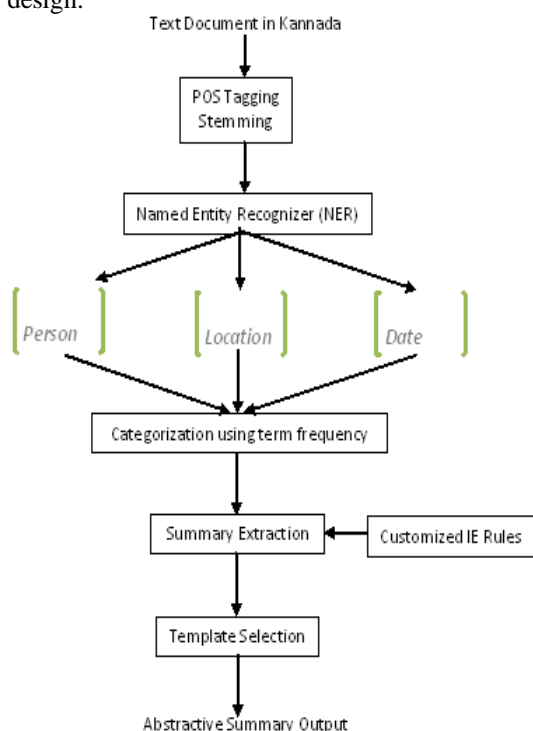 design.
Text Document in Kannada
POS Tagging
Stemming
Named Entity Recognizer (NER)
Person
Location
Date
Categorization using term frequency
Summary Extraction
Customized IE Rules
Template Selection
Abstractive Summary Output